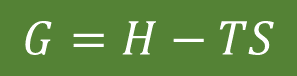 G = H − TS